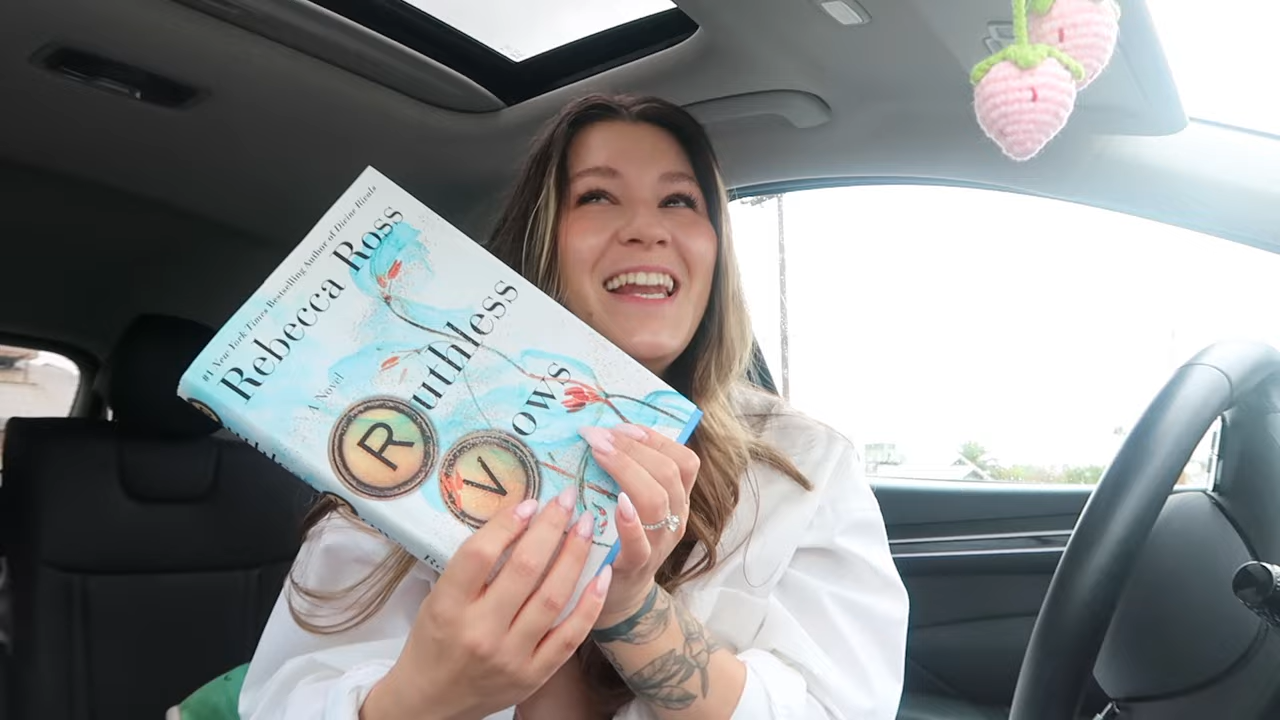 #1 New York Times Bestselling Author of Divine Rivals
Rebecca Ross
A Novel
Ruthless
Vows